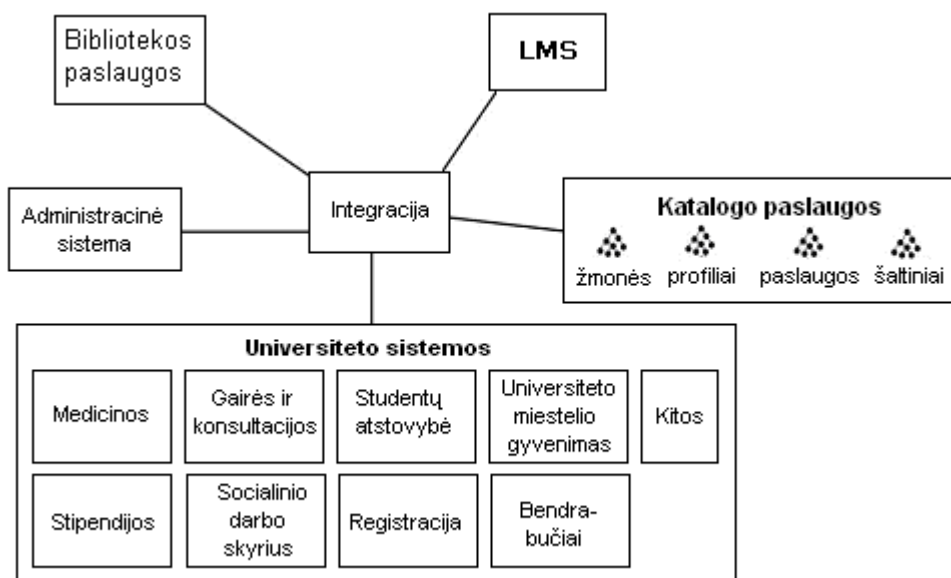 Bibliotekos
paslaugos
LMS
Administracinė
sistema
Integracija
Katalogo paslaugos
žmonės profiliai paslaugos šaltiniai
Universiteto sistemos
Medicinos
Gairės ir
konsultacijos
Studentų
atstovybė
Universiteto
miestelio
gyvenimas
Kitos
Stipendijos
Socialinio
darbo
skyrius
Registracija
Bendra-
bučiai